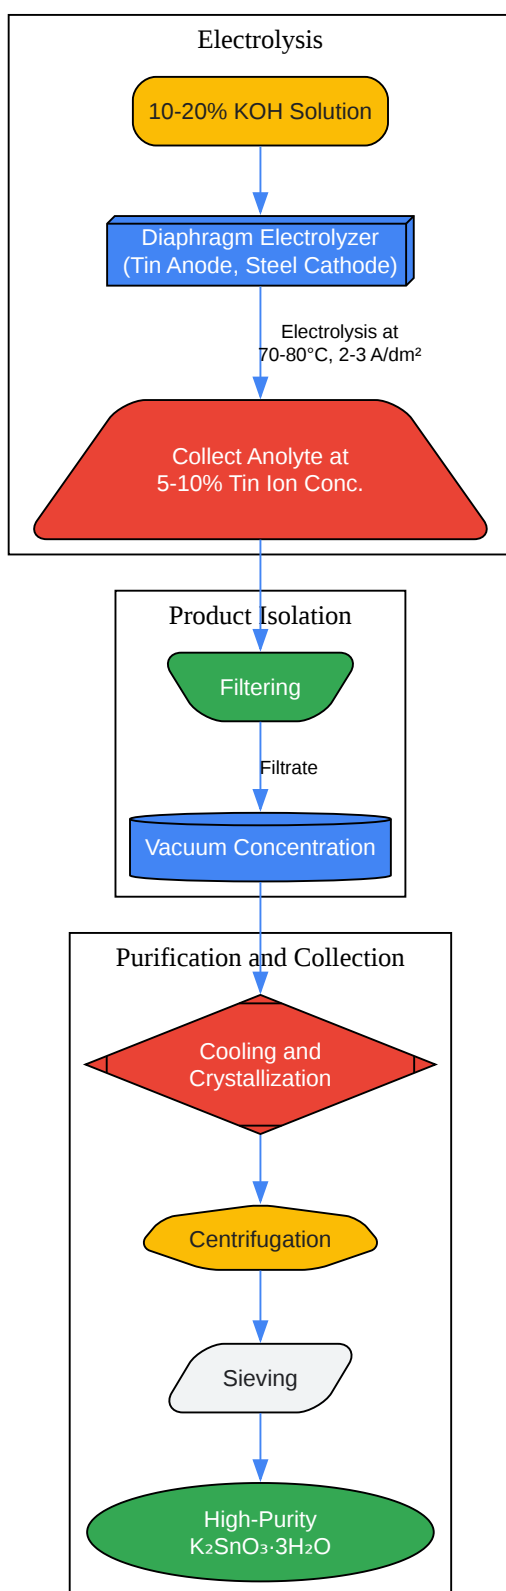 Electrolysis
10-20% KOH Solution
Diaphragm Electrolyzer
(Tin Anode, Steel Cathode)
Electrolysis at
70-80°C, 2-3 A/dm²
Collect Anolyte at
5-10% Tin Ion Conc.
Product Isolation
Filtering
Filtrate
Vacuum Concentration
Purification and Collection
Cooling and
Crystallization
Centrifugation
Sieving
High-Purity
K₂SnO₃·3H₂O